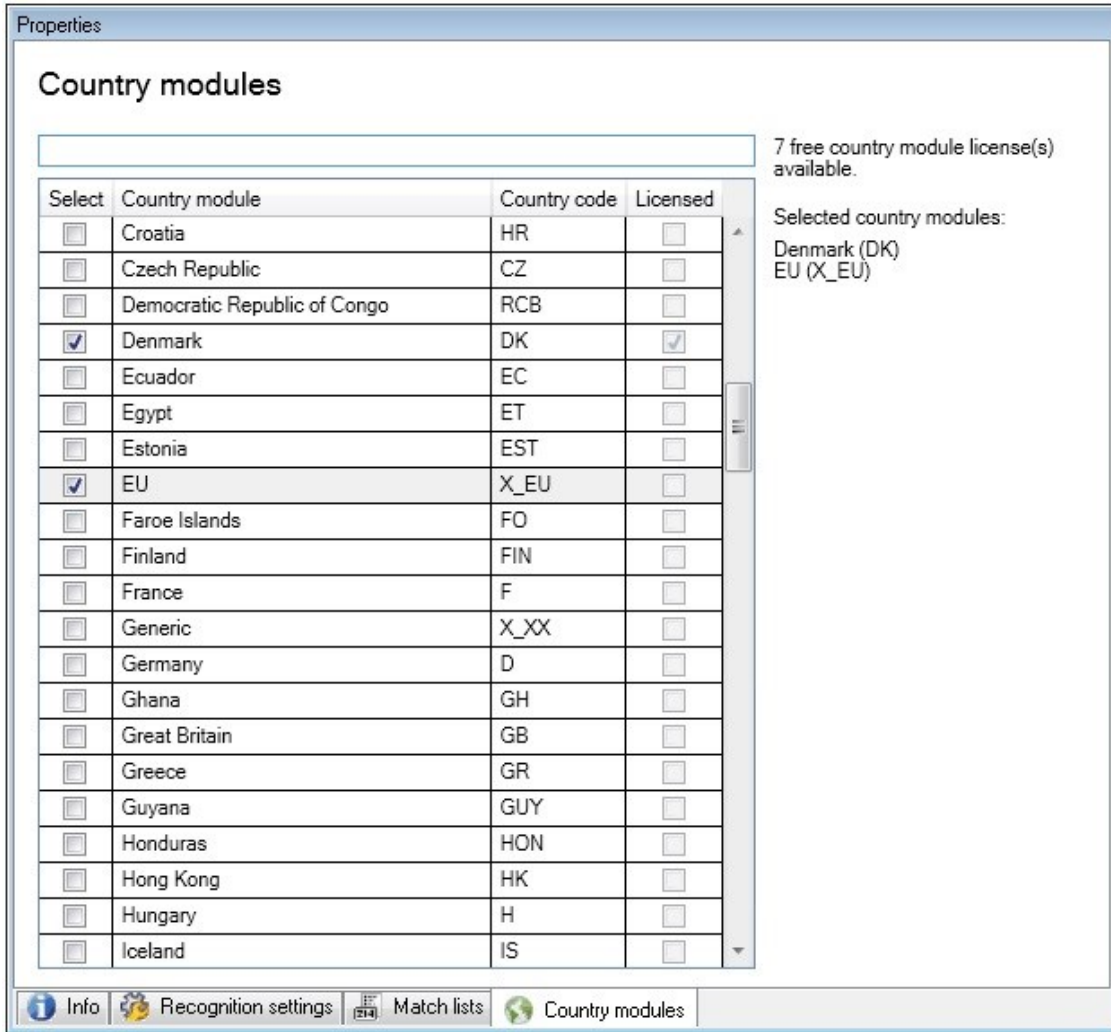 Properties
Country modules
7 free country module license(s)
available.
Selected country modules:
Denmark (DK)
EU (X_EU)
Select Country module Country code Licensed
Croatia HR
Czech Republic CZ
Democratic Republic of Congo RCB
Denmark DK
Ecuador EC
Egypt ET
Estonia EST
EU X_EU
Faroe Islands FO
Finland FIN
France F
Generic X_XX
Germany D
Ghana GH
Great Britain GB
Greece GR
Guyana GUY
Honduras HON
Hong Kong HK
Hungary H
Iceland IS
Info Recognition settings Match lists Country modules